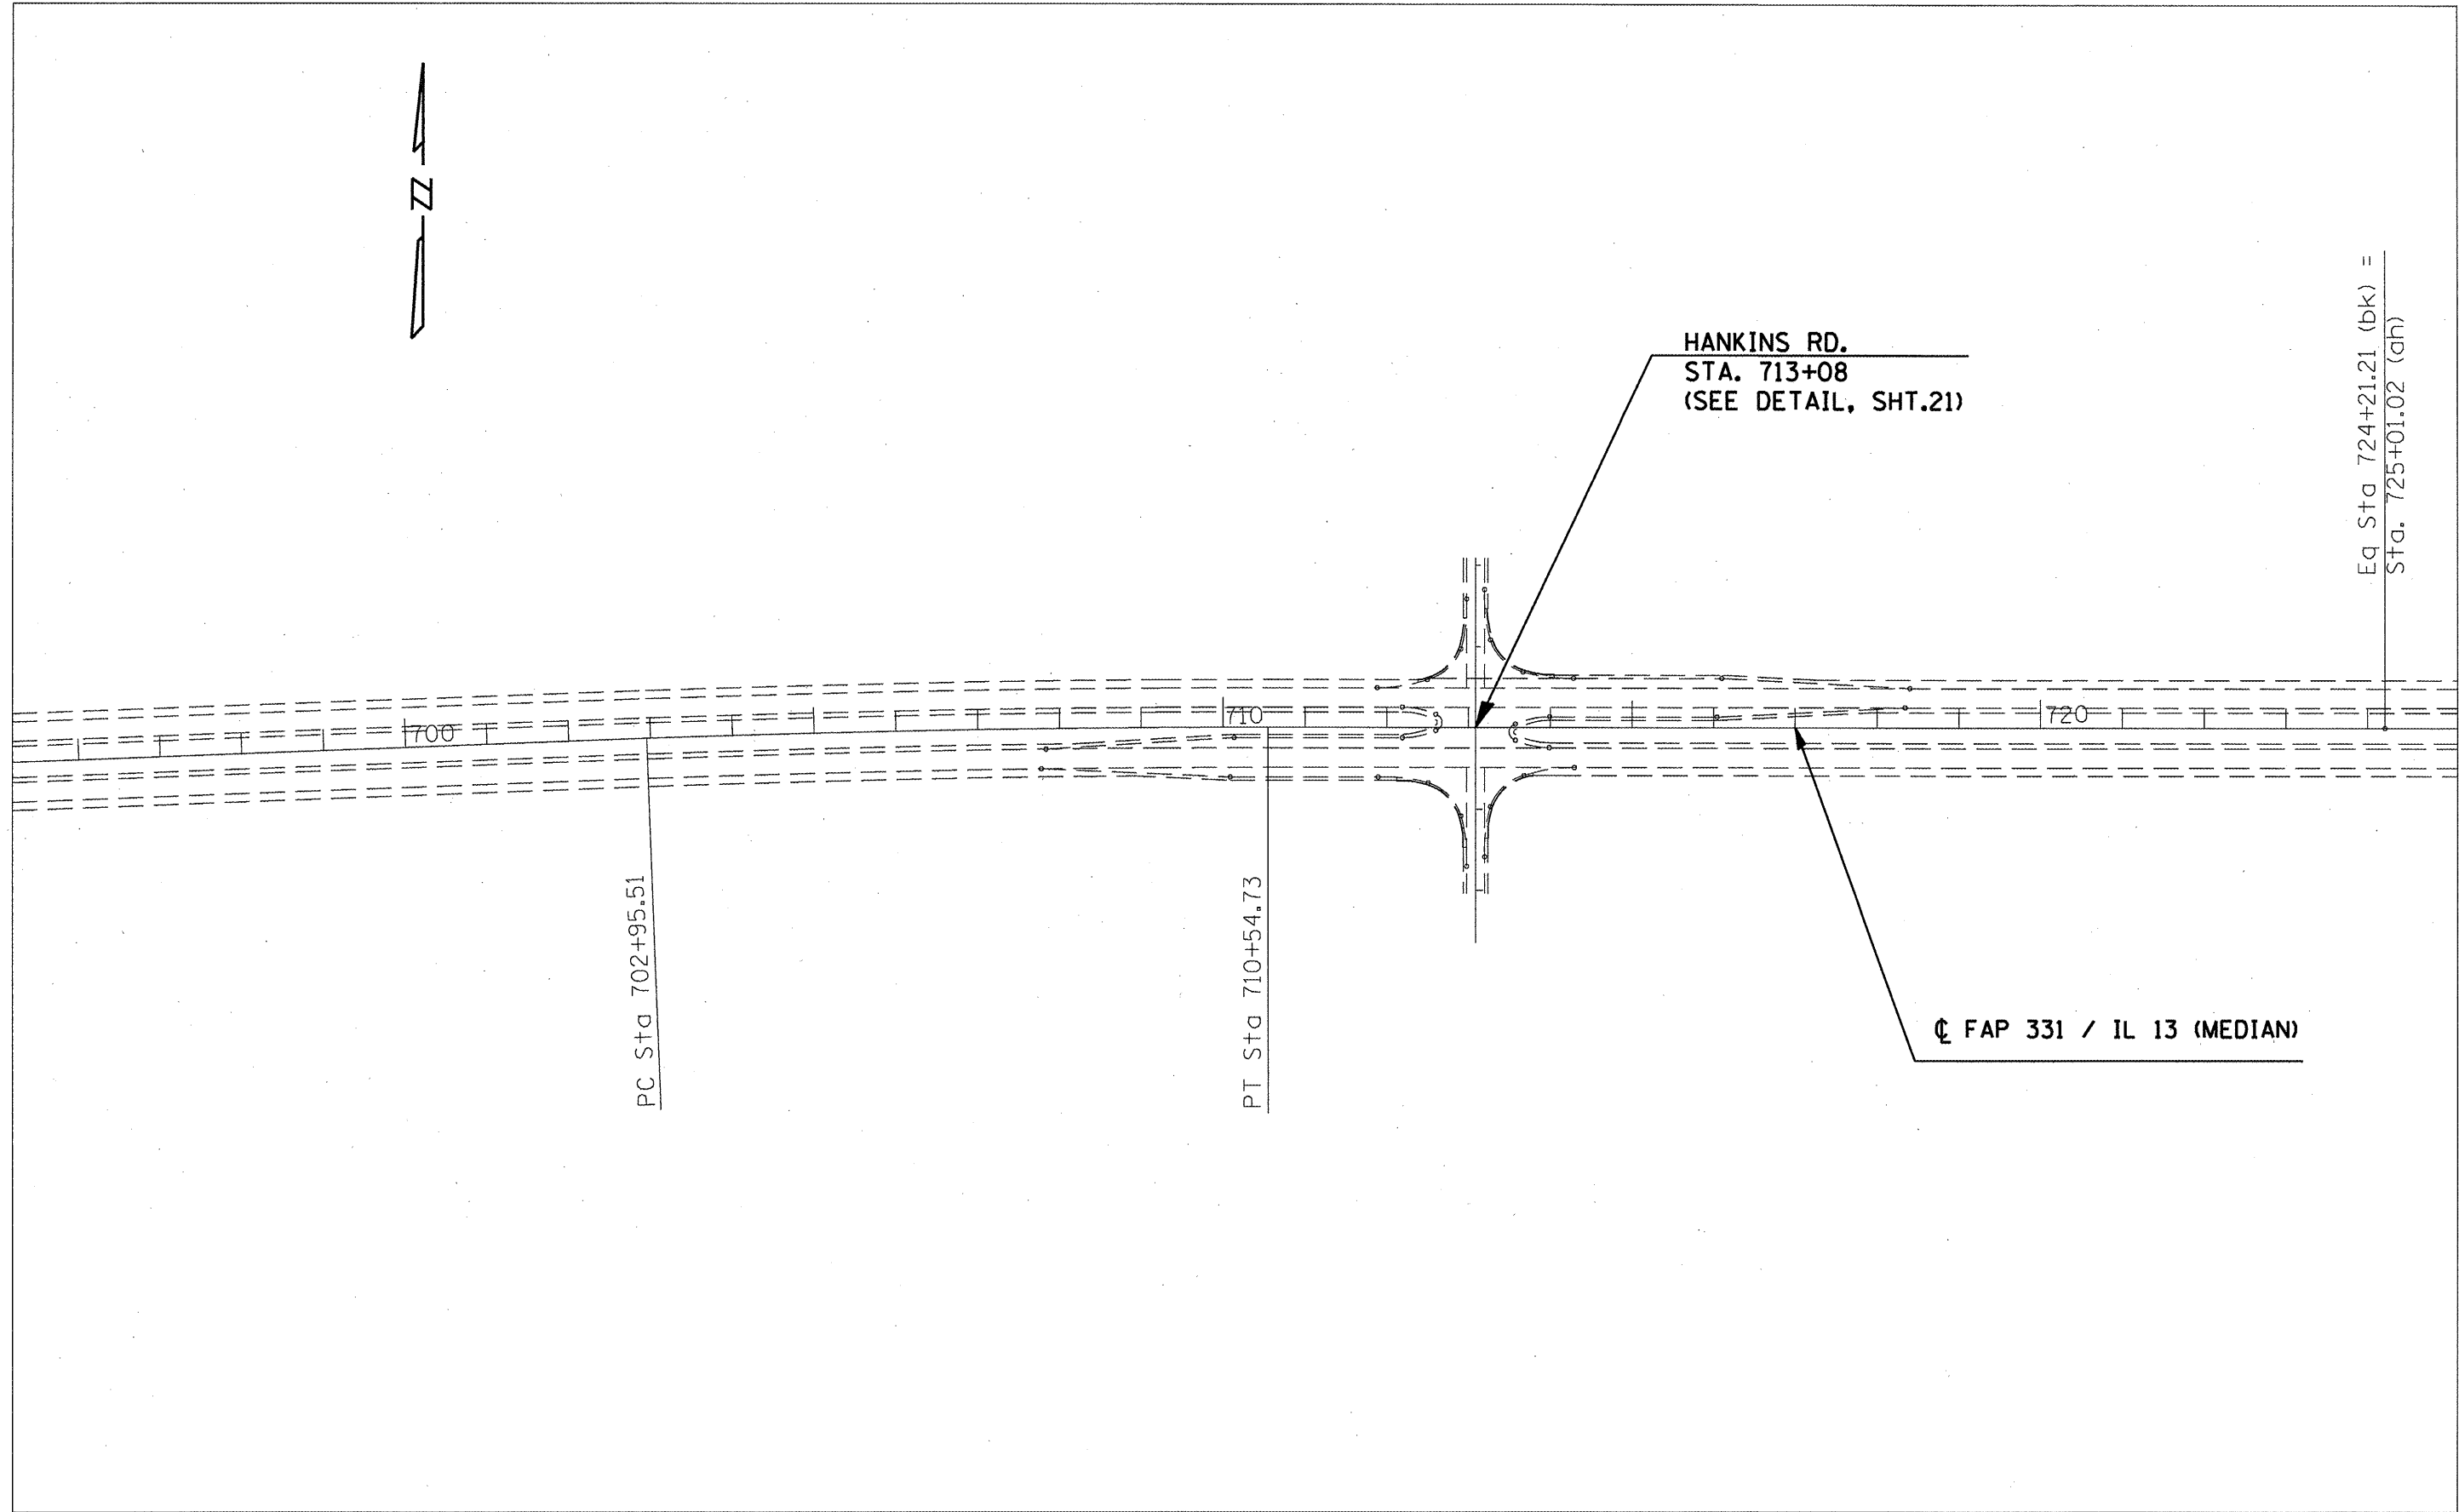 N
HANKINS RD.
STA. 713+08
(SEE DETAIL, SHT.21)
Eq Sta 724+21.21 (bk) =
Sta. 725+01.02 (ah)
700
710
720
PC Sta 702+95.51
PT Sta 710+54.73
℄ FAP 331 / IL 13 (MEDIAN)